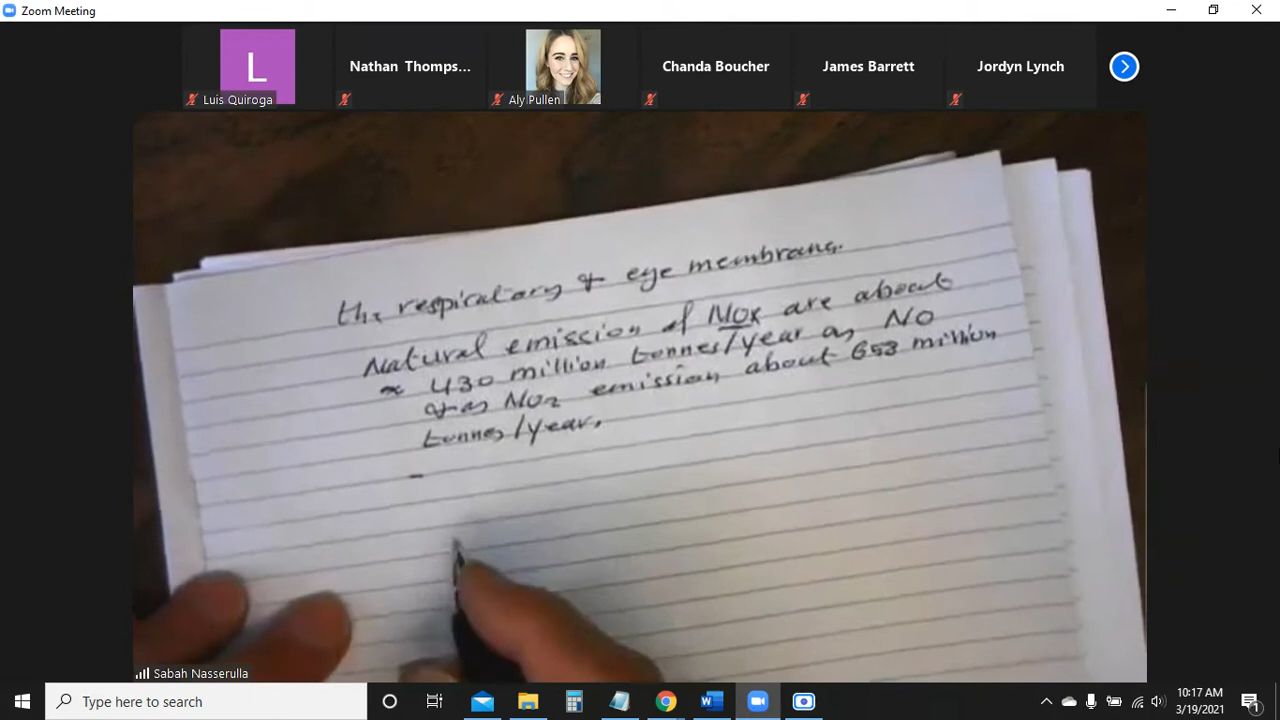 Zoom Meeting
L
Luis Quiroga
Nathan Thomps...
Aly Pullen
Chanda Boucher
James Barrett
Jordyn Lynch
the respiratory & eye membrane.
Natural emission of NOx are about
≈ 430 million tonnes/year as NO
& as NO2 emission about 653 million
tonnes/year.
-
Sabah Nasserulla
Type here to search
10:17 AM
3/19/2021
1